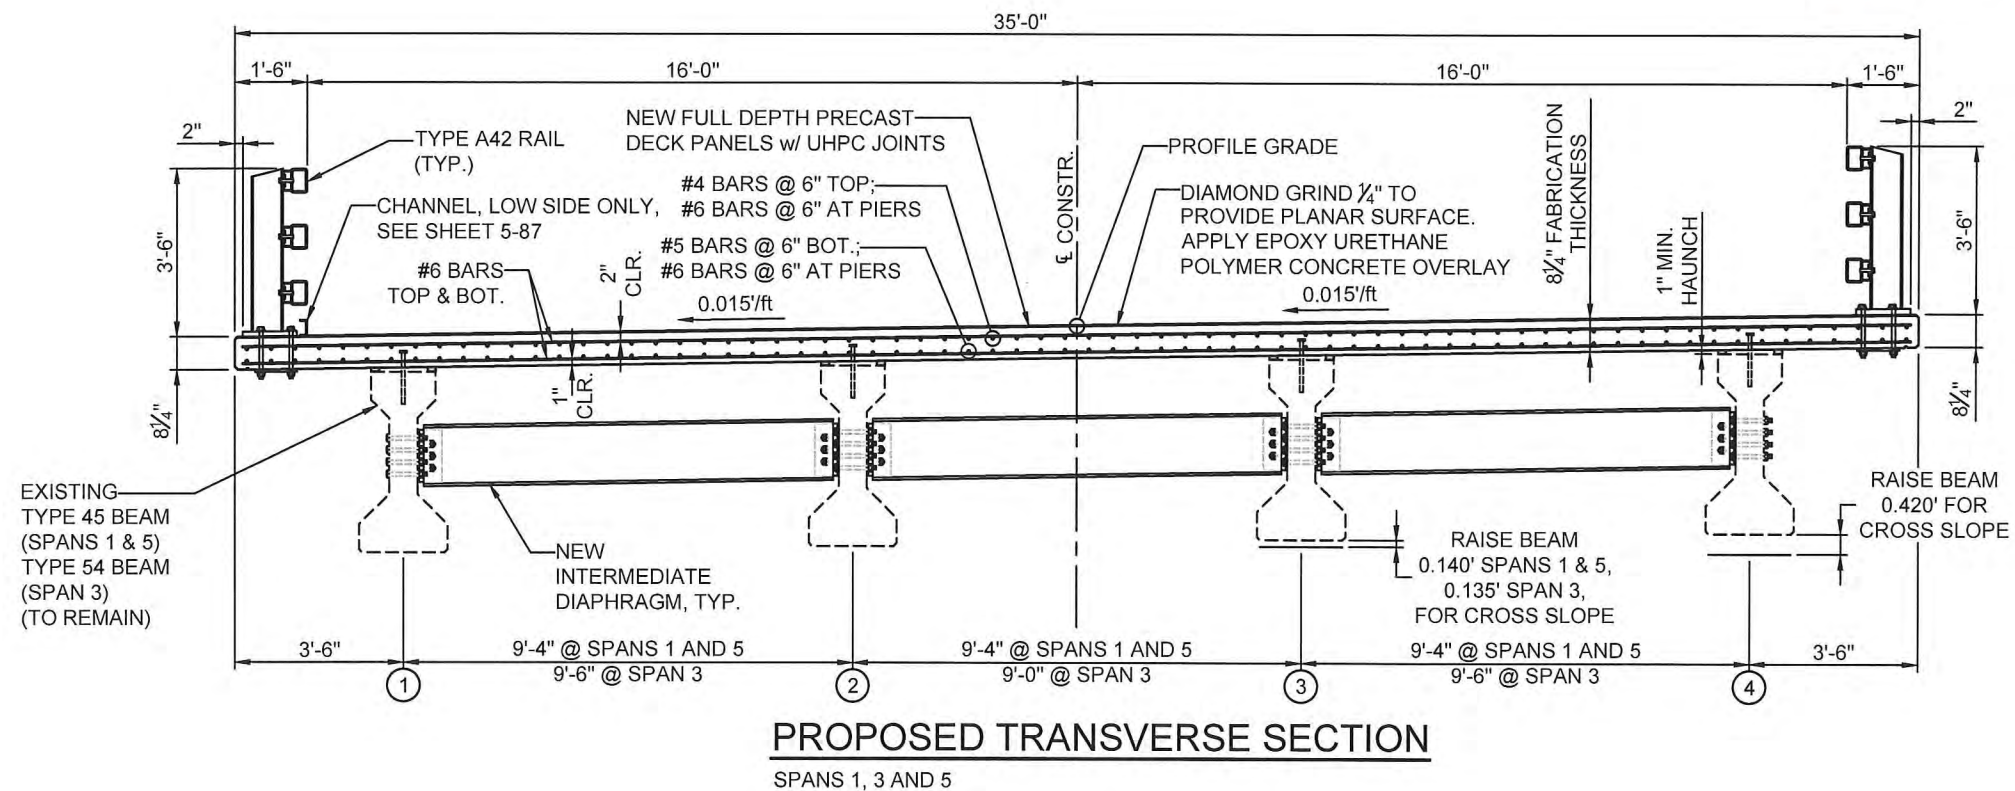 35'-0"
1'-6"
16'-0"
16'-0"
1'-6"
2"
2"
TYPE A42 RAIL
(TYP.)
NEW FULL DEPTH PRECAST
DECK PANELS w/ UHPC JOINTS
℄ CONSTR.
PROFILE GRADE
8¼" FABRICATION
THICKNESS
CHANNEL, LOW SIDE ONLY,
SEE SHEET 5-87
#4 BARS @ 6" TOP;
#6 BARS @ 6" AT PIERS
DIAMOND GRIND ¼" TO
PROVIDE PLANAR SURFACE.
APPLY EPOXY URETHANE
POLYMER CONCRETE OVERLAY
1" MIN.
HAUNCH
3'-6"
3'-6"
#6 BARS
TOP & BOT.
2"
CLR.
#5 BARS @ 6" BOT.;
#6 BARS @ 6" AT PIERS
0.015'/ft
0.015'/ft
8¼"
1"
CLR.
8¼"
EXISTING
TYPE 45 BEAM
(SPANS 1 & 5)
TYPE 54 BEAM
(SPAN 3)
(TO REMAIN)
NEW
INTERMEDIATE
DIAPHRAGM, TYP.
RAISE BEAM
0.140' SPANS 1 & 5,
0.135' SPAN 3,
FOR CROSS SLOPE
RAISE BEAM
0.420' FOR
CROSS SLOPE
3'-6"
9'-4" @ SPANS 1 AND 5
9'-6" @ SPAN 3
9'-4" @ SPANS 1 AND 5
9'-0" @ SPAN 3
9'-4" @ SPANS 1 AND 5
9'-6" @ SPAN 3
3'-6"
1
2
3
4
PROPOSED TRANSVERSE SECTION
SPANS 1, 3 AND 5